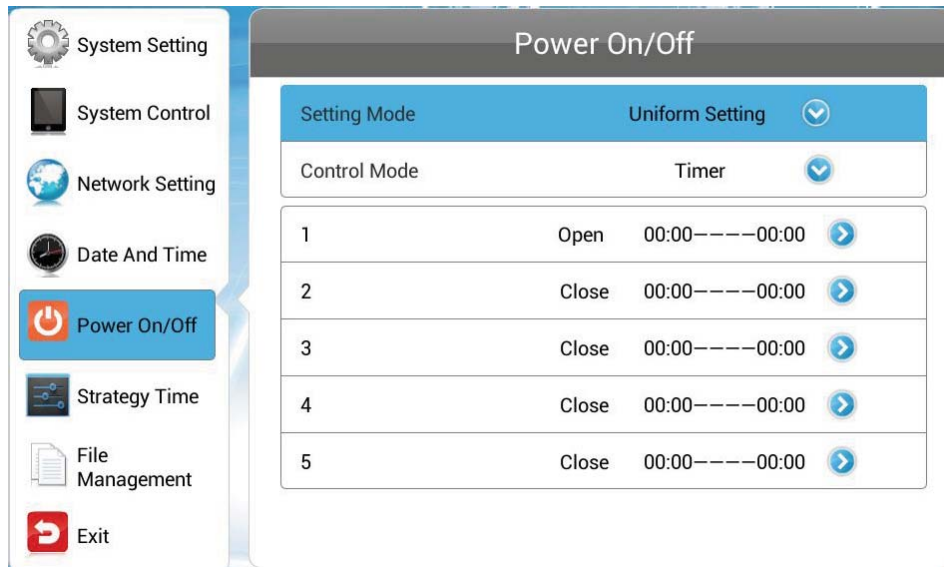 System Setting
System Control
Network Setting
Date And Time
Power On/Off
Strategy Time
File
Management
Exit
Power On/Off
Setting Mode Uniform Setting
Control Mode Timer
1 Open 00:00————00:00
2 Close 00:00————00:00
3 Close 00:00————00:00
4 Close 00:00————00:00
5 Close 00:00————00:00